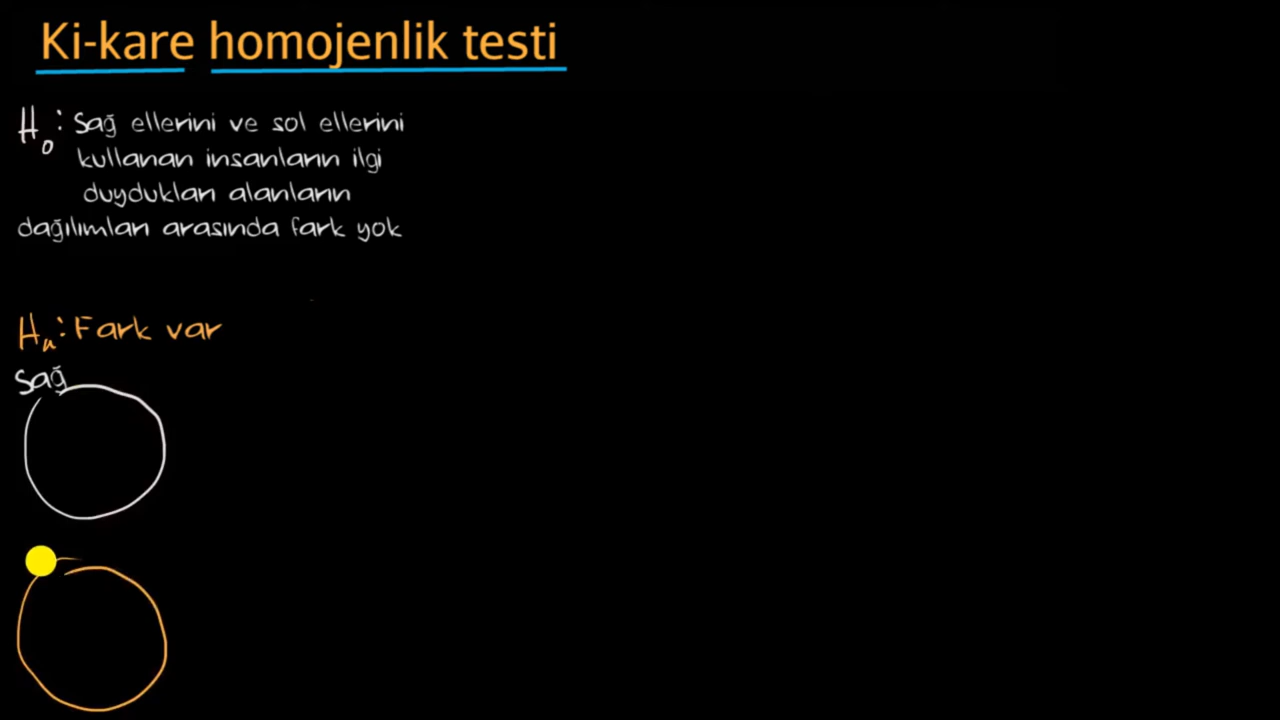 Ki-kare homojenlik testi
H₀: Sağ ellerini ve sol ellerini
kullanan insanların ilgi
duydukları alanların
dağılımları arasında fark yok
Hₐ: Fark var
Sağ